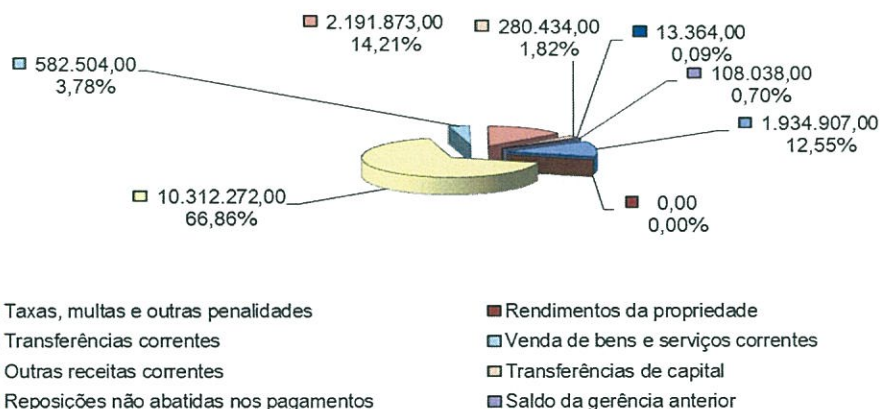 2.191.873,00
14,21%
280.434,00
1,82%
13.364,00
0,09%
582.504,00
3,78%
108.038,00
0,70%
1.934.907,00
12,55%
10.312.272,00
66,86%
0,00
0,00%
Taxas, multas e outras penalidades
Rendimentos da propriedade
Transferências correntes
Venda de bens e serviços correntes
Outras receitas correntes
Transferências de capital
Reposições não abatidas nos pagamentos
Saldo da gerência anterior